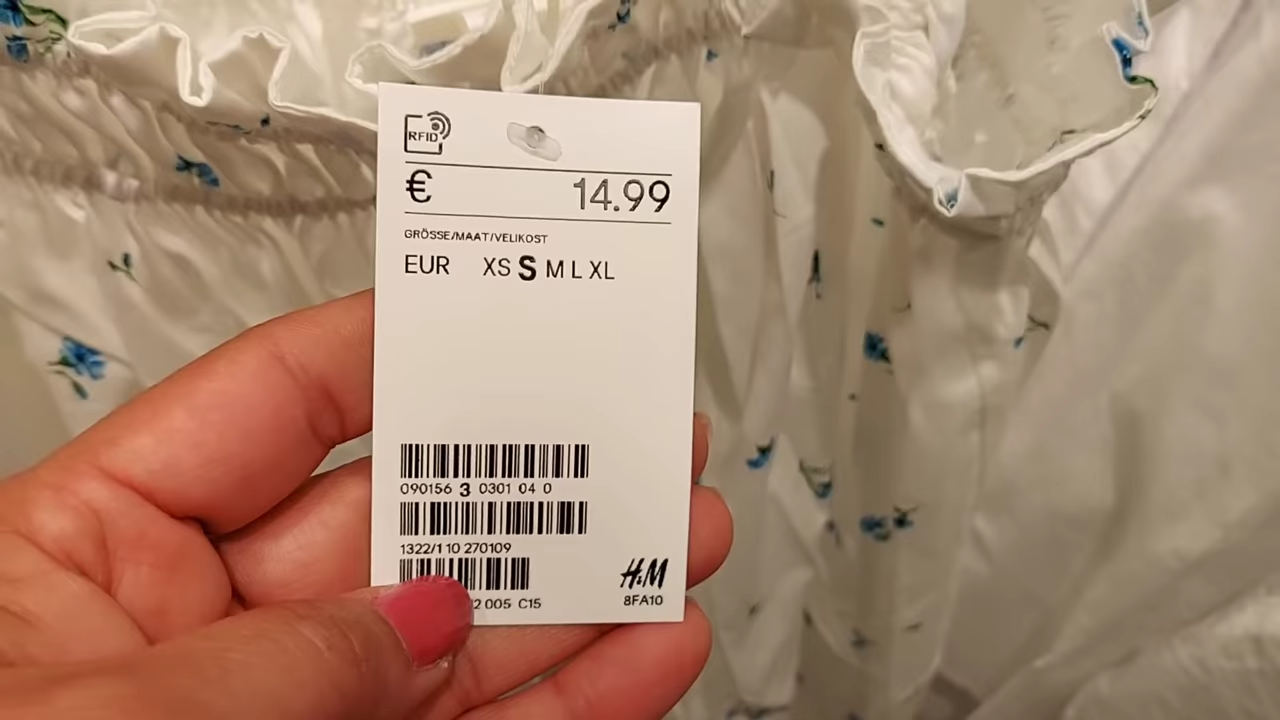 RFID
€ 14.99
GRÖSSE/MAAT/VELIKOST
EUR XS S M L XL
090156 3 0301 04 0
1322/1 10 270109
2 005 C15
H&M
8FA10